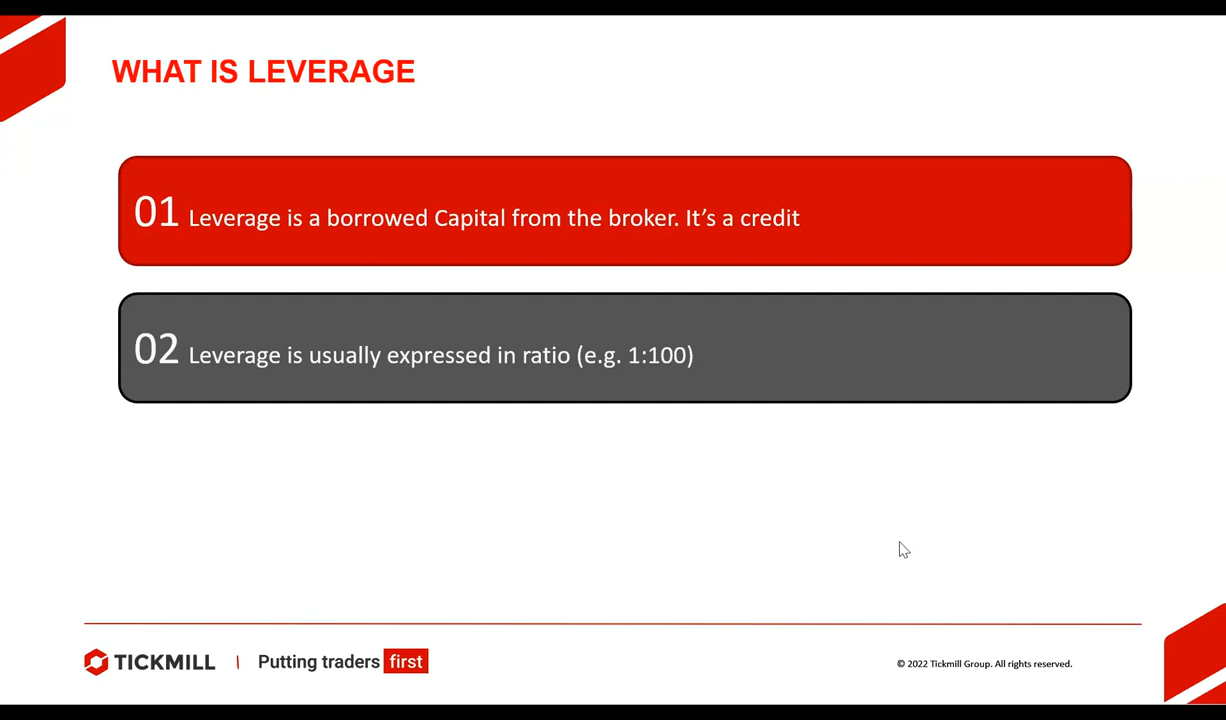 WHAT IS LEVERAGE
01 Leverage is a borrowed Capital from the broker. It’s a credit
02 Leverage is usually expressed in ratio (e.g. 1:100)
TICKMILL | Putting traders first
© 2022 Tickmill Group. All rights reserved.